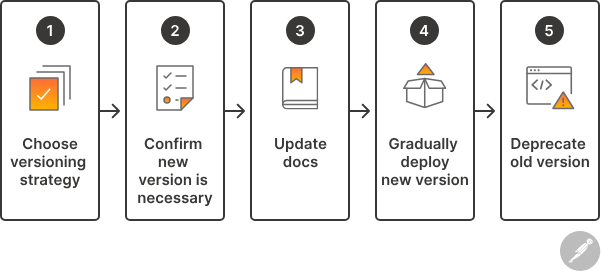 1
Choose
versioning
strategy
2
Confirm
new
version is
necessary
3
Update
docs
4
Gradually
deploy
new version
5
</>
Deprecate
old version